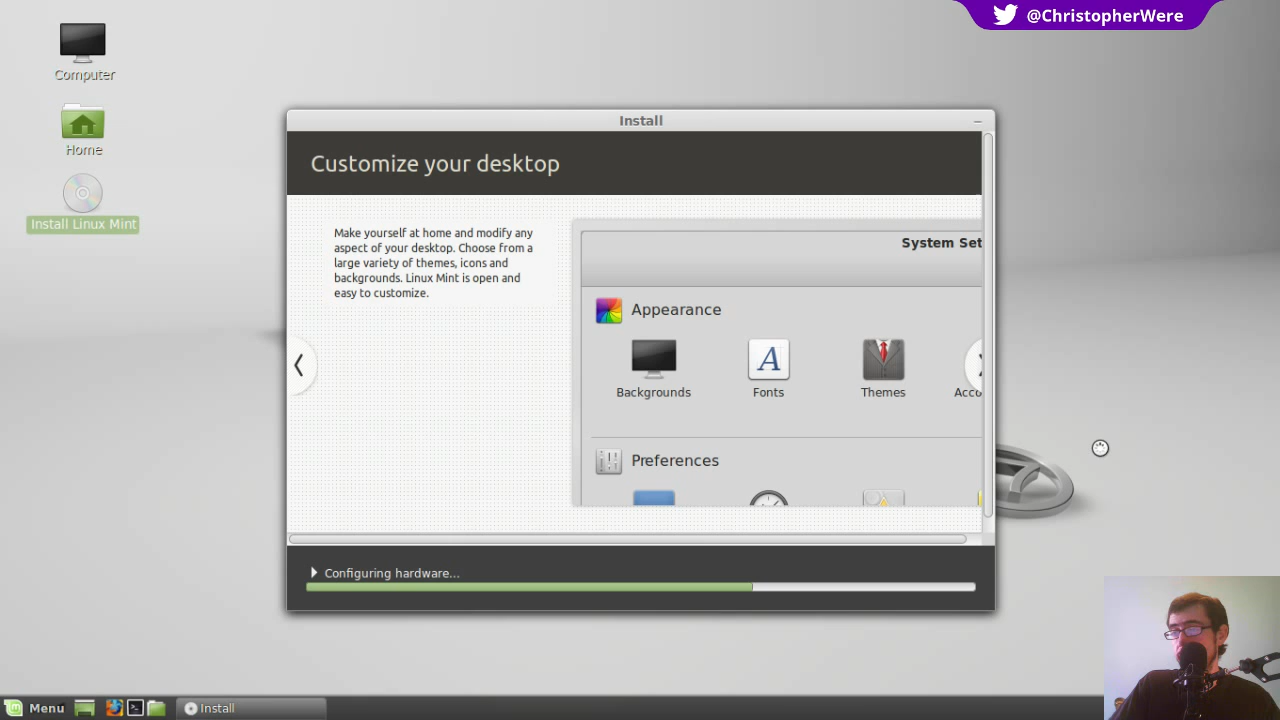 @ChristopherWere
Computer
Home
Install Linux Mint
Install
Customize your desktop
Make yourself at home and modify any
aspect of your desktop. Choose from a
large variety of themes, icons and
backgrounds. Linux Mint is open and
easy to customize.
System Set
Appearance
Backgrounds
Fonts
Themes
Acco
Preferences
Configuring hardware...
Menu
Install